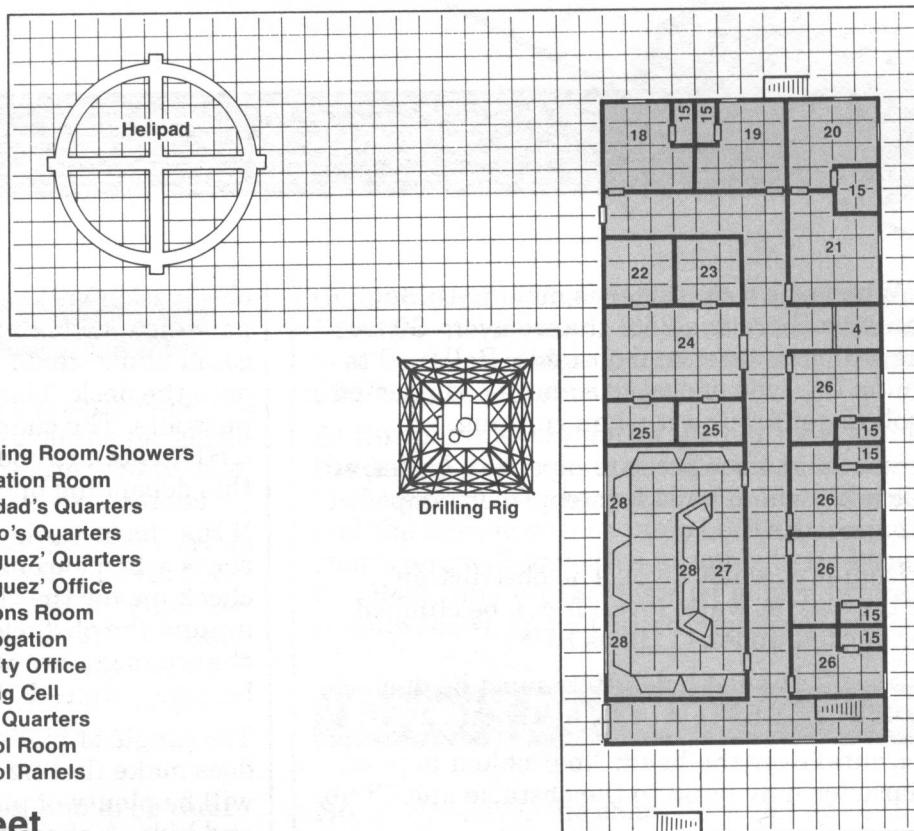 Helipad
18
15
15
19
20
15
21
22
23
24
4
26
25
25
15
15
26
Drilling Rig
28
28
27
26
28
15
15
26
ning Room/Showers
ation Room
dad's Quarters
o's Quarters
guez' Quarters
guez' Office
ns Room
ogation
ty Office
g Cell
Quarters
ol Room
ol Panels
eet